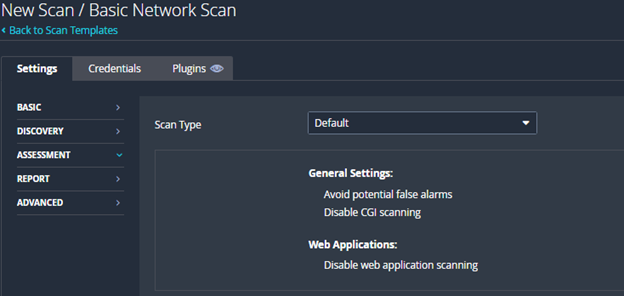 New Scan / Basic Network Scan
‹ Back to Scan Templates
Settings
Credentials
Plugins
BASIC
DISCOVERY
ASSESSMENT
REPORT
ADVANCED
Scan Type
Default
General Settings:
Avoid potential false alarms
Disable CGI scanning
Web Applications:
Disable web application scanning